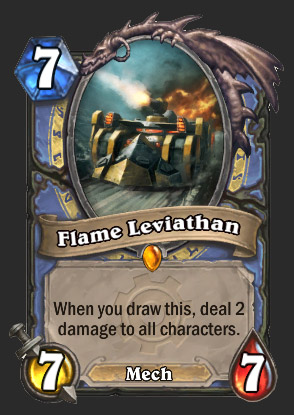 7
Flame Leviathan
When you draw this, deal 2
damage to all characters.
7
Mech
7